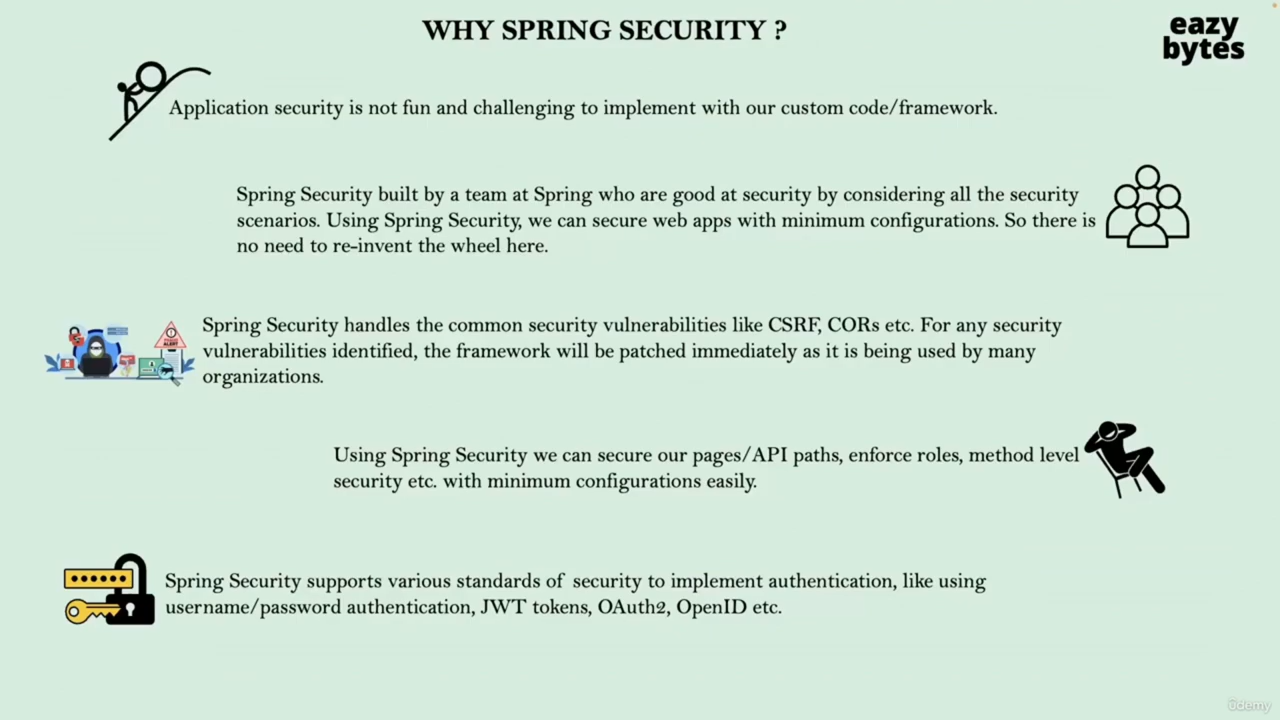 WHY SPRING SECURITY ?
eazy
bytes
Application security is not fun and challenging to implement with our custom code/framework.
Spring Security built by a team at Spring who are good at security by considering all the security
scenarios. Using Spring Security, we can secure web apps with minimum configurations. So there is
no need to re-invent the wheel here.
Spring Security handles the common security vulnerabilities like CSRF, CORs etc. For any security
vulnerabilities identified, the framework will be patched immediately as it is being used by many
organizations.
Using Spring Security we can secure our pages/API paths, enforce roles, method level
security etc. with minimum configurations easily.
Spring Security supports various standards of security to implement authentication, like using
username/password authentication, JWT tokens, OAuth2, OpenID etc.
ûdemy